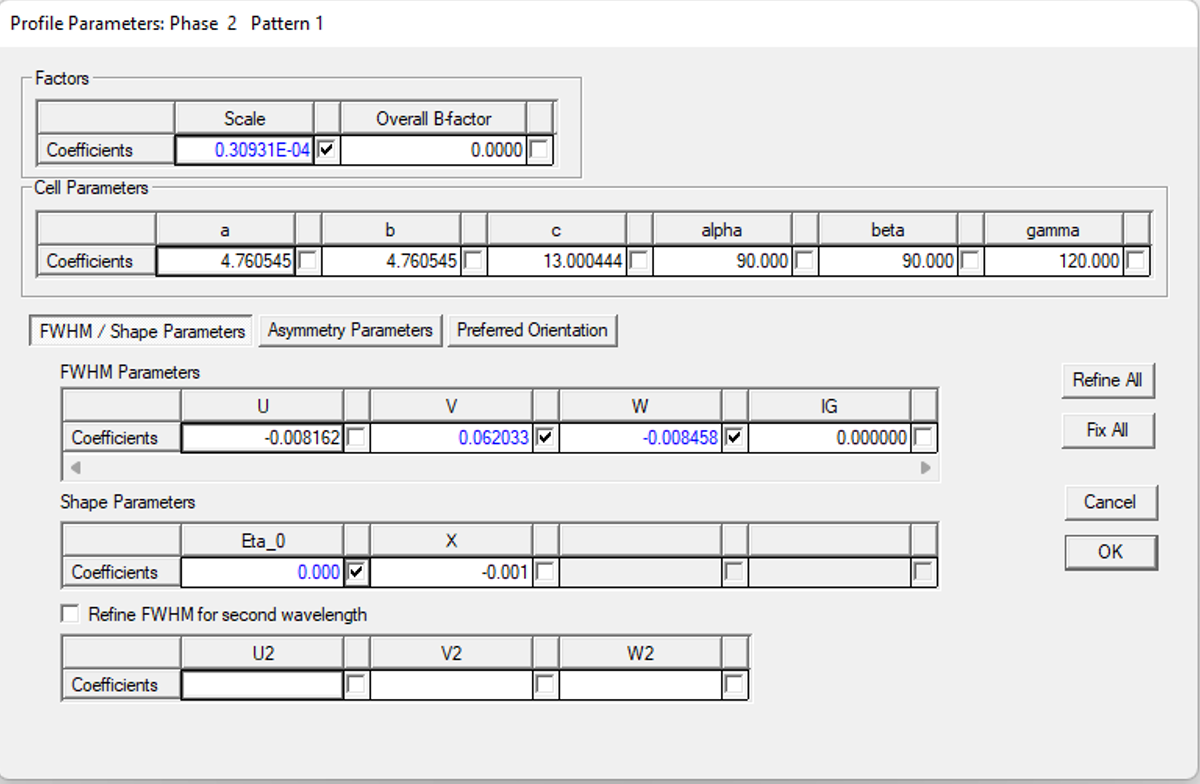 Profile Parameters: Phase 2 Pattern 1
Factors
Scale Overall B-factor
Coefficients 0.30931E-04 0.0000
Cell Parameters
a b c alpha beta gamma
Coefficients 4.760545 4.760545 13.000444 90.000 90.000 120.000
FWHM / Shape Parameters Asymmetry Parameters Preferred Orientation
FWHM Parameters
Refine All
U V W IG
Coefficients -0.008162 0.062033 -0.008458 0.000000
Fix All
Shape Parameters
Cancel
Eta_0 X
OK
Coefficients 0.000 -0.001
Refine FWHM for second wavelength
U2 V2 W2
Coefficients